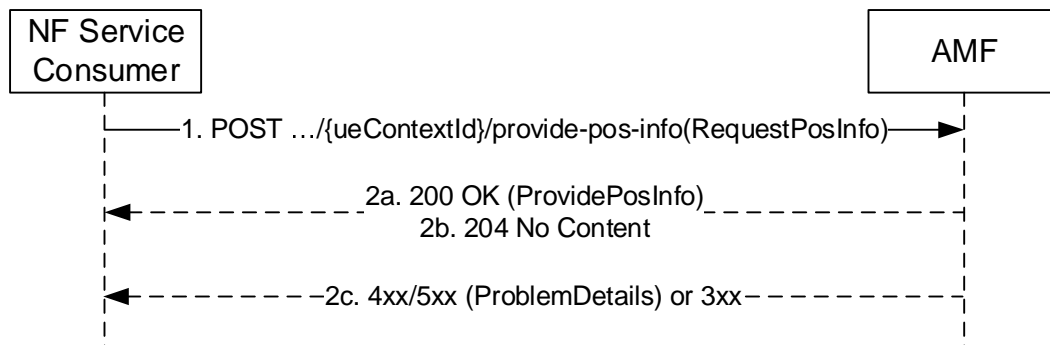 NF Service
Consumer
AMF
1. POST …/{ueContextId}/provide-pos-info(RequestPosInfo)
2a. 200 OK (ProvidePosInfo)
2b. 204 No Content
2c. 4xx/5xx (ProblemDetails) or 3xx